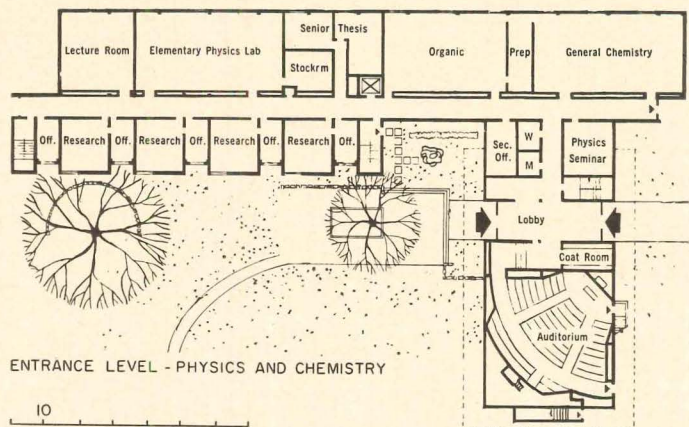 Lecture Room
Elementary Physics Lab
Senior Thesis
Stockrm
Organic
Prep
General Chemistry
Off.
Research
Off.
Research
Off.
Research
Off.
Research
Off.
Sec.
Off.
W
M
Physics
Seminar
Lobby
Coat Room
Auditorium
ENTRANCE LEVEL - PHYSICS AND CHEMISTRY
10